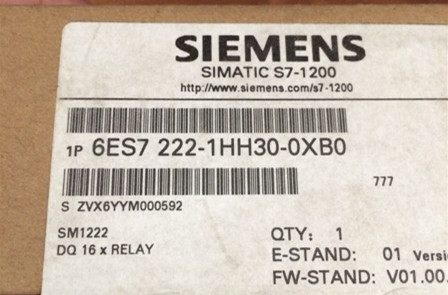 SIEMENS
SIMATIC S7-1200
http://www.siemens.com/s7-1200
1P 6ES7 222-1HH30-0XB0
777
S ZVX6YYM000592
SM1222
DQ 16 x RELAY
QTY: 1
E-STAND: 01 Versi
FW-STAND: V01.00.